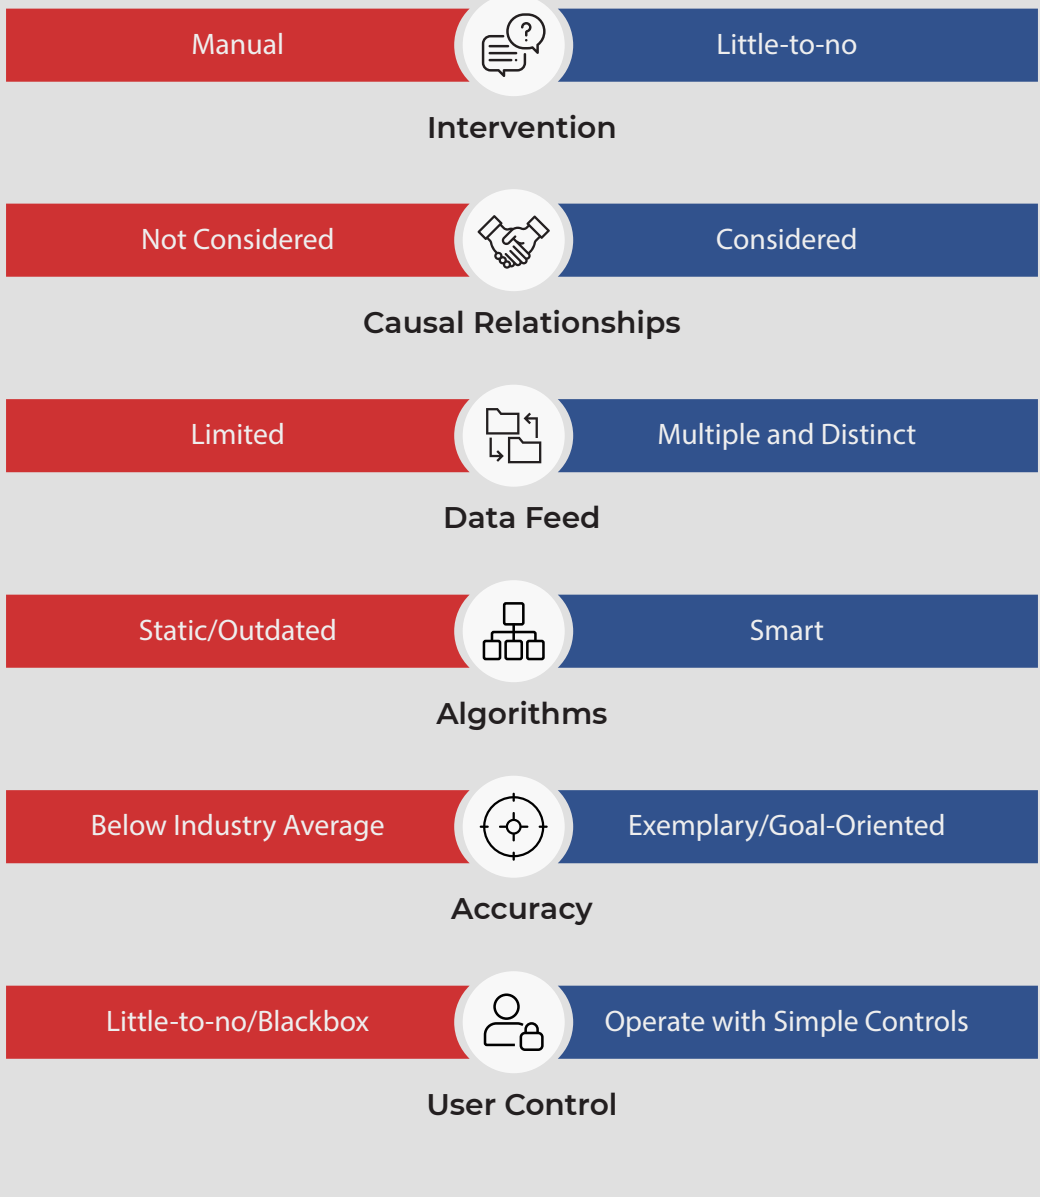 Manual
Little-to-no
Intervention
Not Considered
Considered
Causal Relationships
Limited
Multiple and Distinct
Data Feed
Static/Outdated
Smart
Algorithms
Below Industry Average
Exemplary/Goal-Oriented
Accuracy
Little-to-no/Blackbox
Operate with Simple Controls
User Control